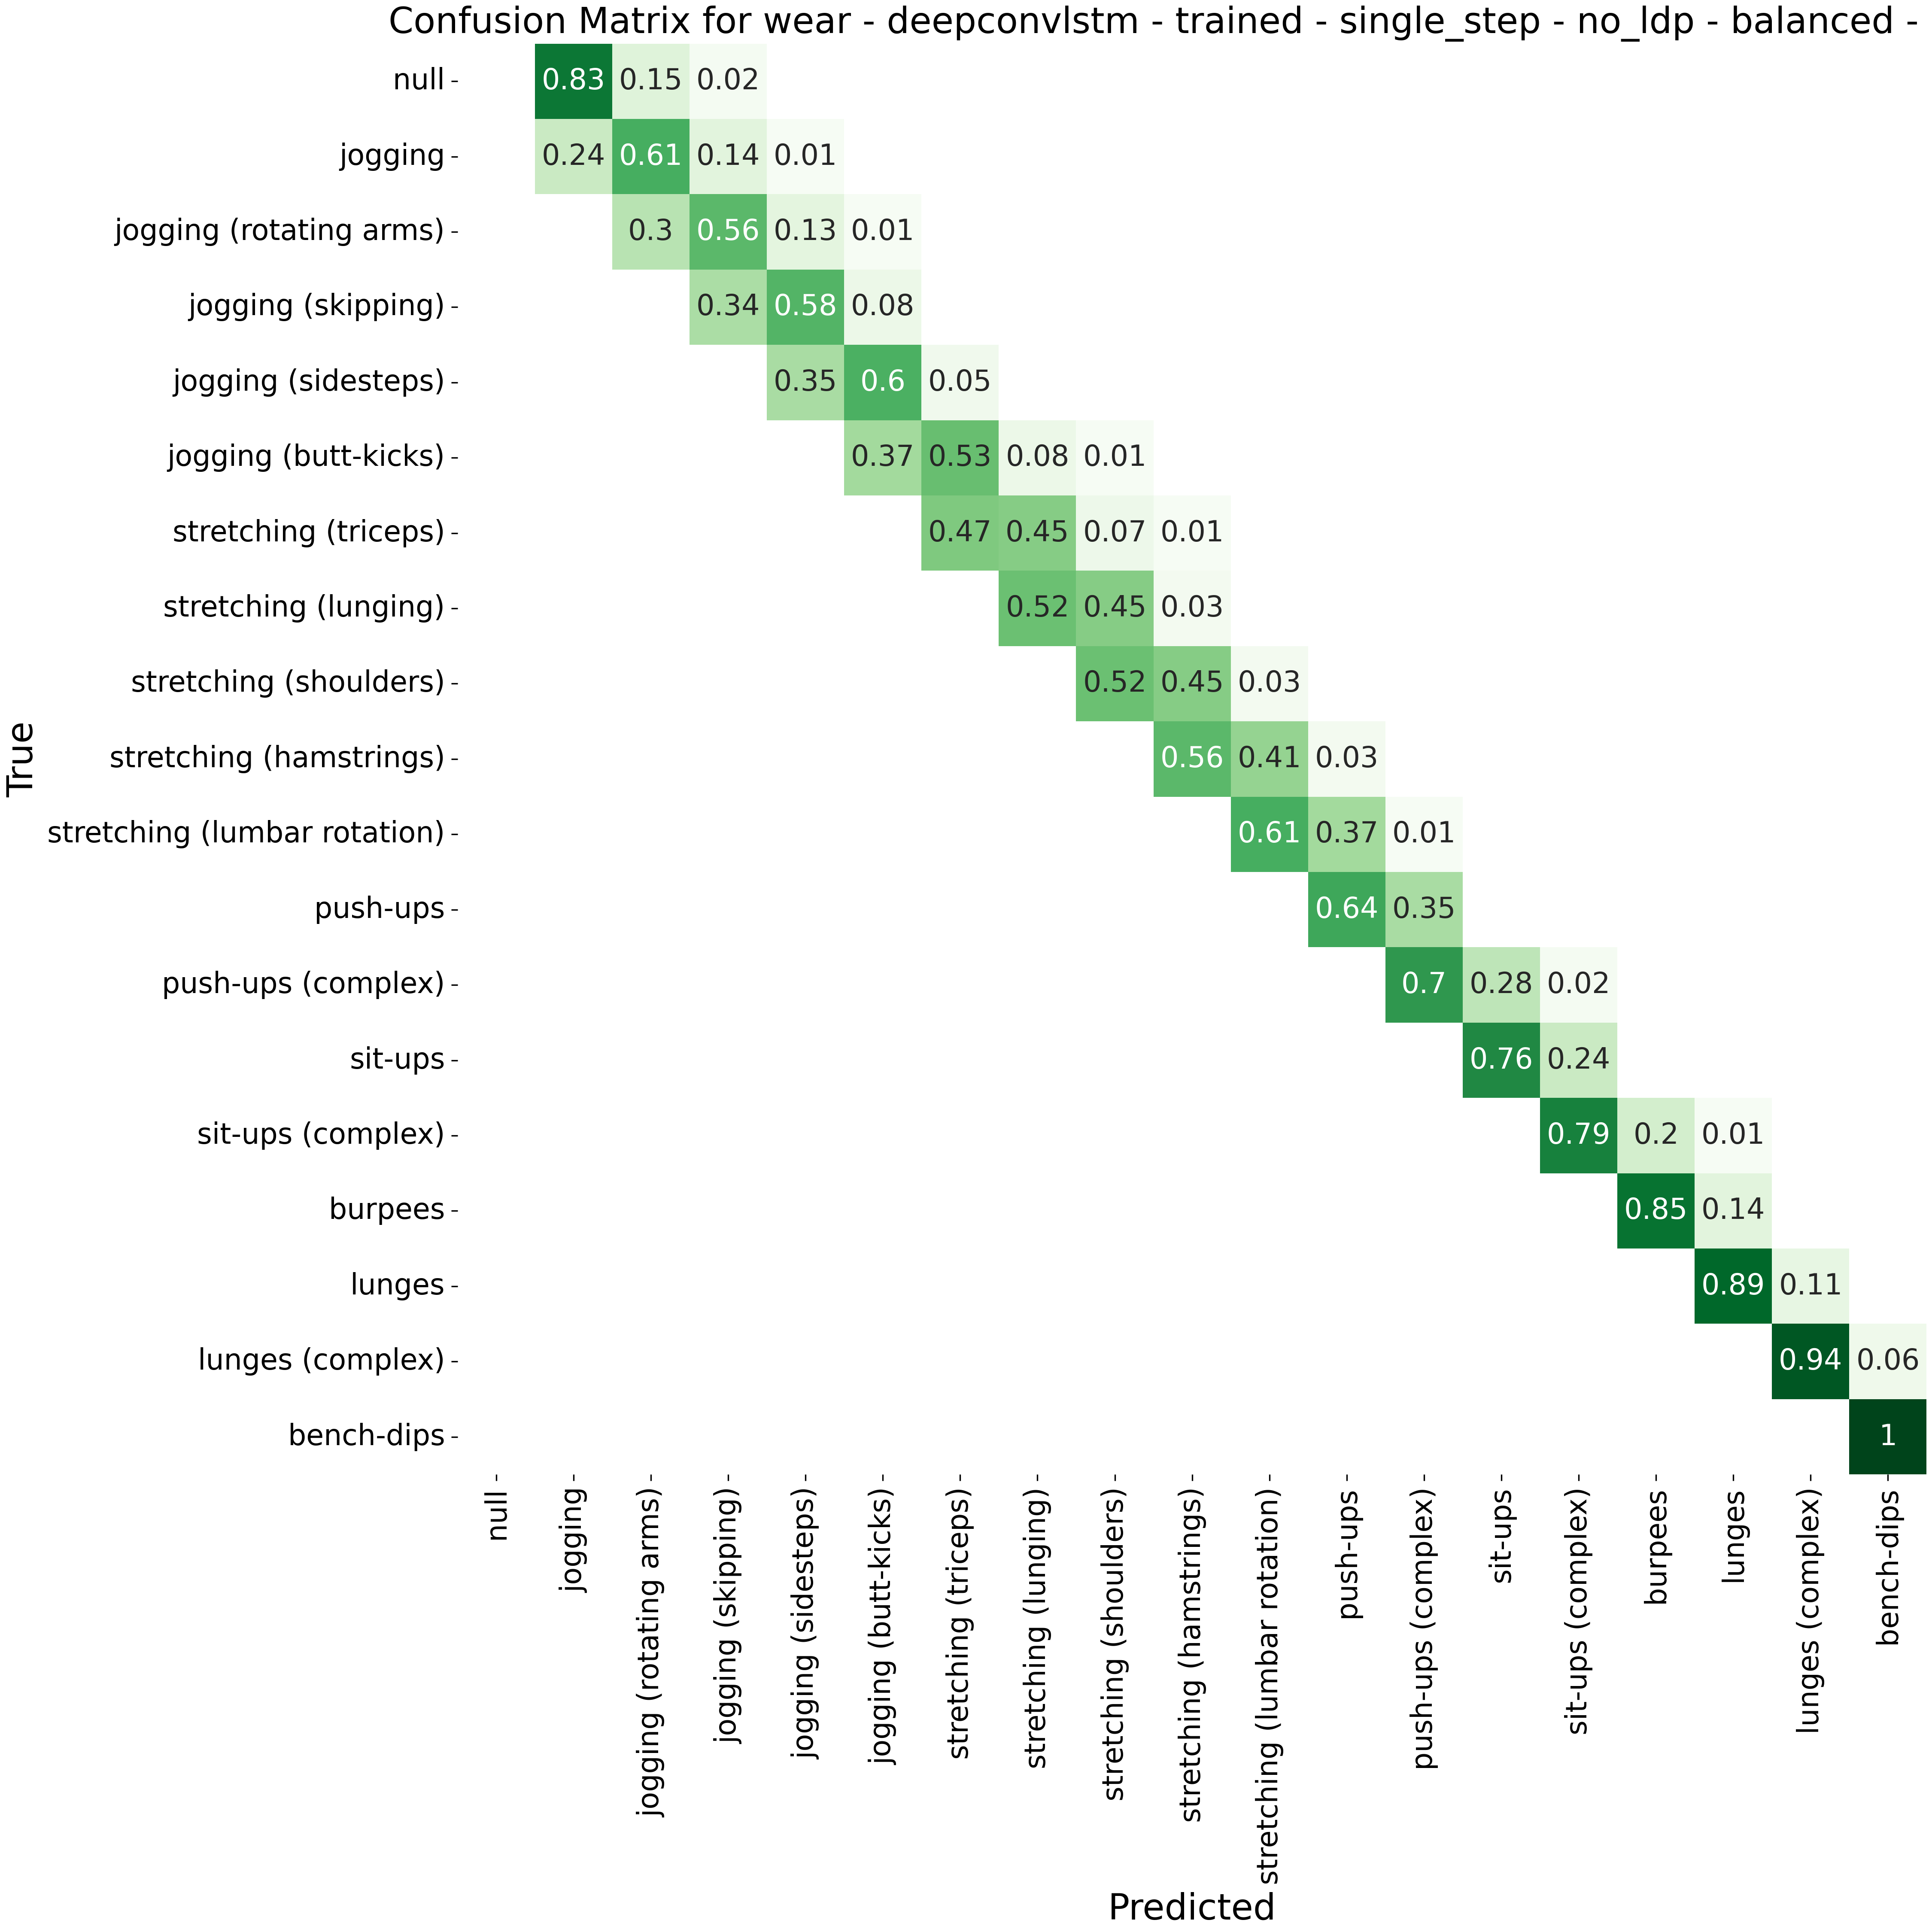 Confusion Matrix for wear - deepconvlstm - trained - single_step - no_ldp - balanced -
null 0.83 0.15 0.02
jogging 0.24 0.61 0.14 0.01
jogging (rotating arms) 0.3 0.56 0.13 0.01
jogging (skipping) 0.34 0.58 0.08
jogging (sidesteps) 0.35 0.6 0.05
jogging (butt-kicks) 0.37 0.53 0.08 0.01
stretching (triceps) 0.47 0.45 0.07 0.01
stretching (lunging) 0.52 0.45 0.03
stretching (shoulders) 0.52 0.45 0.03
stretching (hamstrings) 0.56 0.41 0.03
stretching (lumbar rotation) 0.61 0.37 0.01
push-ups 0.64 0.35
push-ups (complex) 0.7 0.28 0.02
sit-ups 0.76 0.24
sit-ups (complex) 0.79 0.2 0.01
burpees 0.85 0.14
lunges 0.89 0.11
lunges (complex) 0.94 0.06
bench-dips 1
True
null
jogging
jogging (rotating arms)
jogging (skipping)
jogging (sidesteps)
jogging (butt-kicks)
stretching (triceps)
stretching (lunging)
stretching (shoulders)
stretching (hamstrings)
stretching (lumbar rotation)
push-ups
push-ups (complex)
sit-ups
sit-ups (complex)
burpees
lunges
lunges (complex)
bench-dips
Predicted